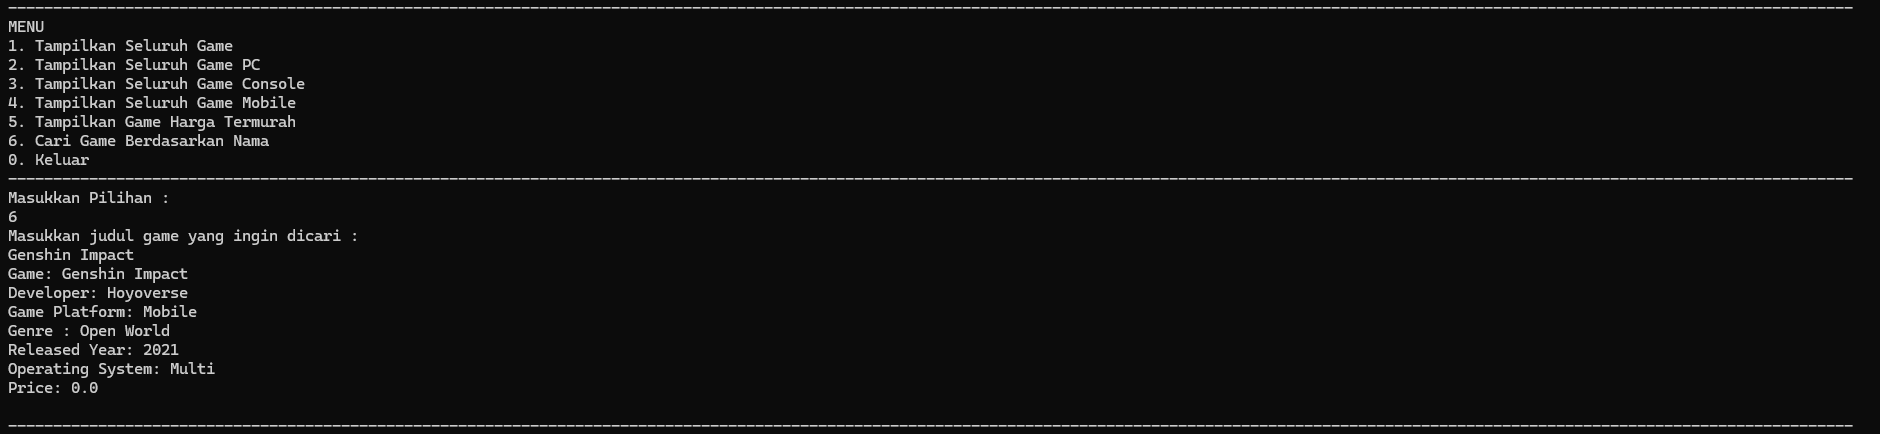 MENU
1. Tampilkan Seluruh Game
2. Tampilkan Seluruh Game PC
3. Tampilkan Seluruh Game Console
4. Tampilkan Seluruh Game Mobile
5. Tampilkan Game Harga Termurah
6. Cari Game Berdasarkan Nama
0. Keluar
Masukkan Pilihan :
6
Masukkan judul game yang ingin dicari :
Genshin Impact
Game: Genshin Impact
Developer: Hoyoverse
Game Platform: Mobile
Genre : Open World
Released Year: 2021
Operating System: Multi
Price: 0.0